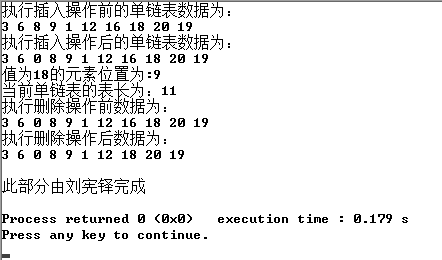 执行插入操作前的单链表数据为：
3 6 8 9 1 12 16 18 20 19
执行插入操作后的单链表数据为：
3 6 0 8 9 1 12 16 18 20 19
值为18的元素位置为:9
当前单链表的表长为：11
执行删除操作前数据为：
3 6 0 8 9 1 12 16 18 20 19
执行删除操作后数据为：
3 6 0 8 9 1 12 18 20 19
此部分由刘宪铎完成
Process returned 0 (0x0)   execution time : 0.179 s
Press any key to continue.